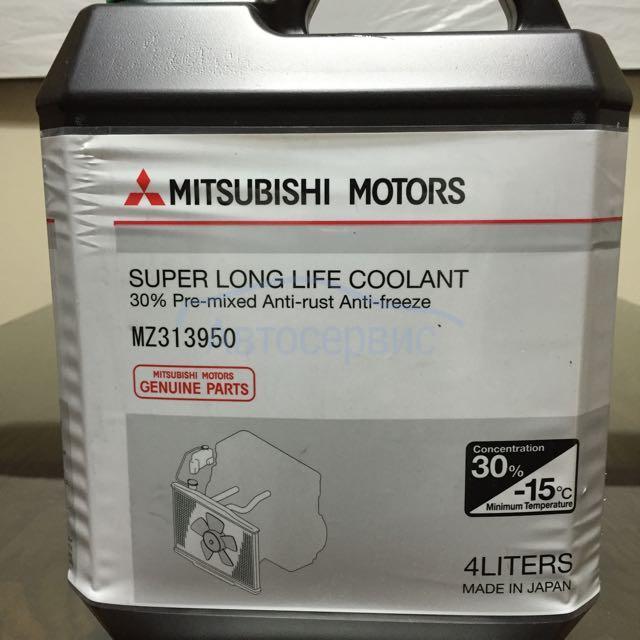 MITSUBISHI MOTORS
SUPER LONG LIFE COOLANT
30% Pre-mixed Anti-rust Anti-freeze
MZ313950
Автосервис
MITSUBISHI MOTORS
GENUINE PARTS
Concentration
30%
-15°C
Minimum Temperature
4LITERS
MADE IN JAPAN